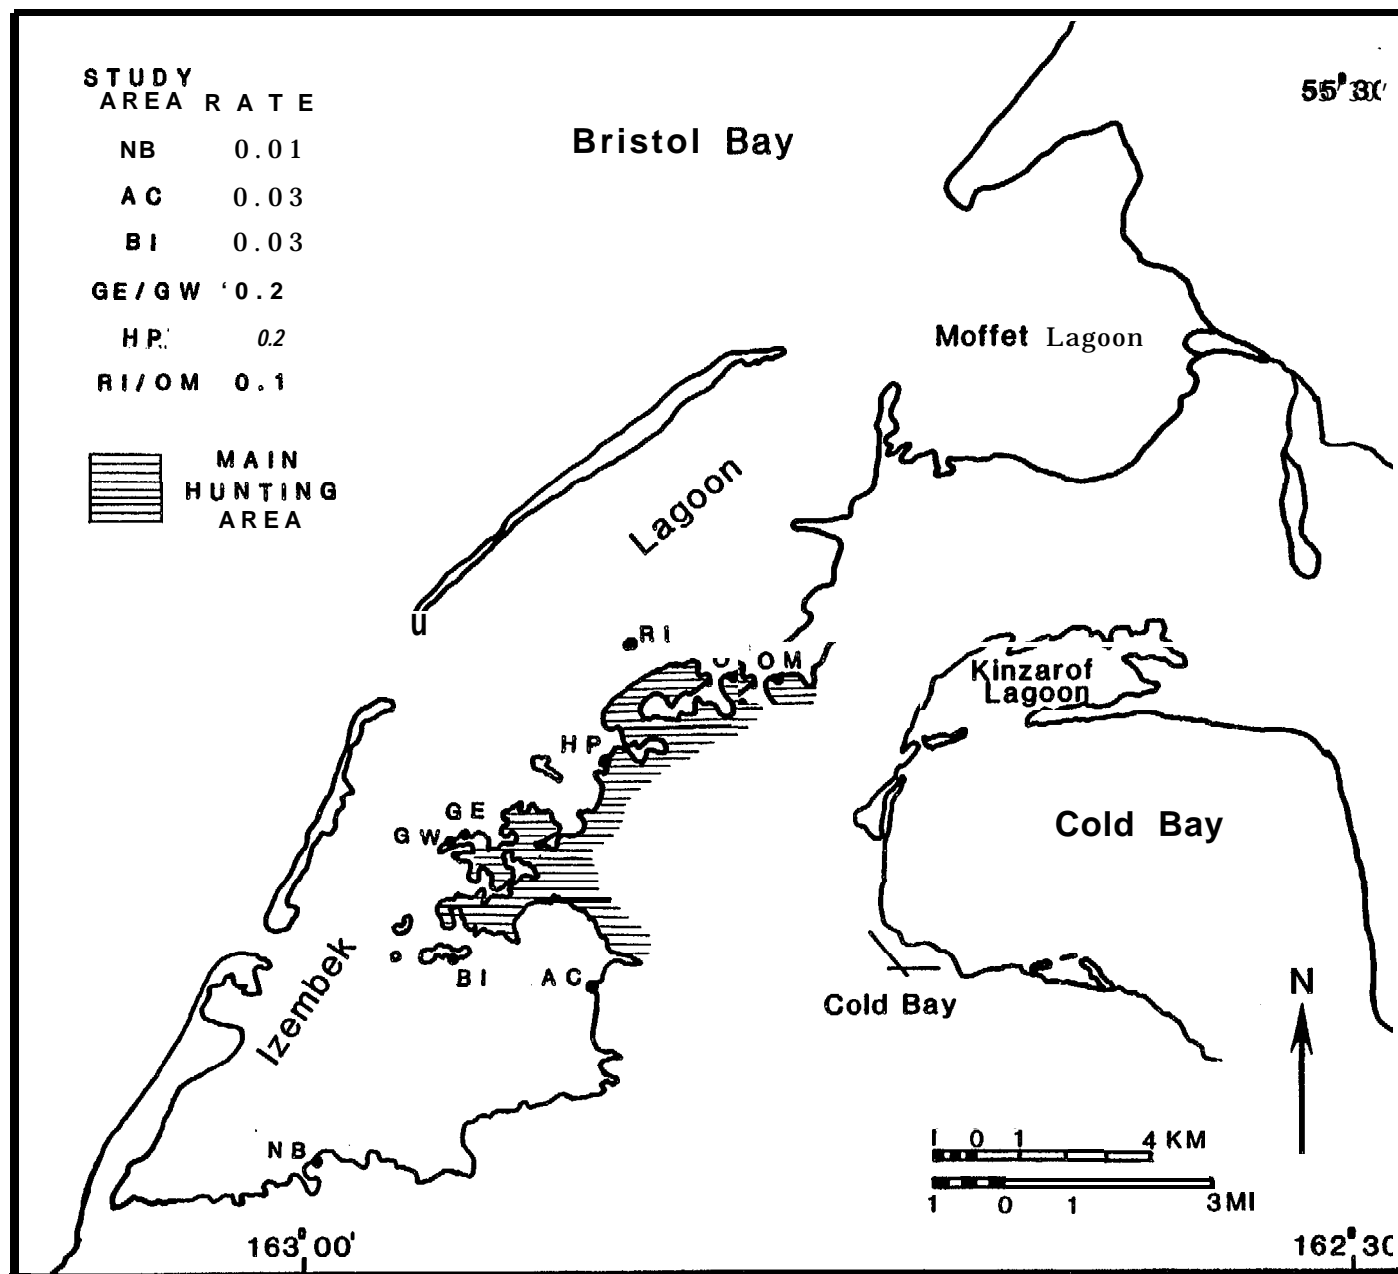 STUDY
AREA RATE
NB 0.01
AC 0.03
BI 0.03
GE/GW 0.2
HP 0.2
RI/OM 0.1
MAIN
HUNTING
AREA
Bristol Bay
55° 30'
Moffet Lagoon
Lagoon
u
RI
OM
Kinzarof
Lagoon
HP
GE
GW
Cold Bay
BI AC
Izembek
Cold Bay
N
NB
1 0 1 4 KM
1 0 1 3 MI
163° 00'
162° 30